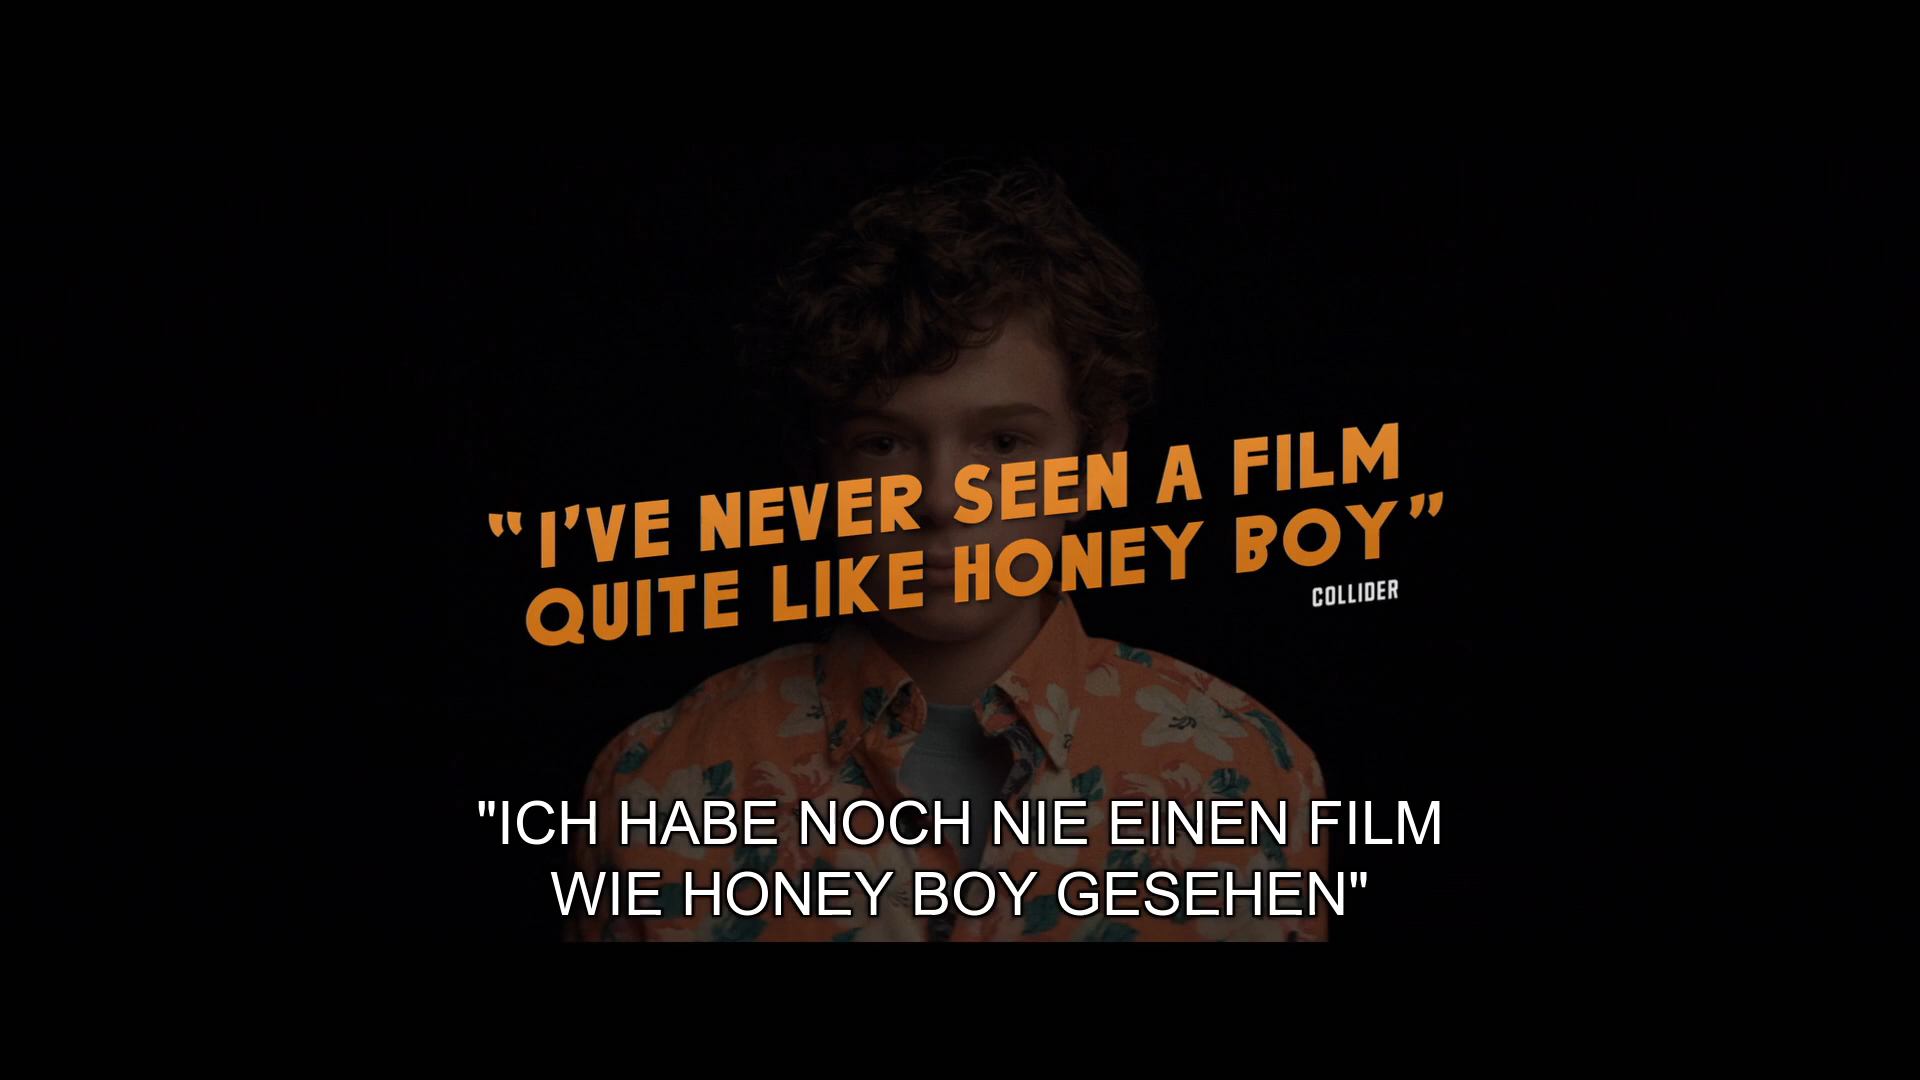 “I’VE NEVER SEEN A FILM
QUITE LIKE HONEY BOY”
COLLIDER
"ICH HABE NOCH NIE EINEN FILM
WIE HONEY BOY GESEHEN"